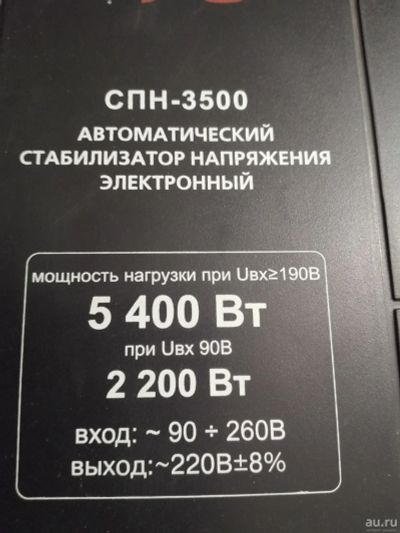 СПН-3500
АВТОМАТИЧЕСКИЙ
СТАБИЛИЗАТОР НАПРЯЖЕНИЯ
ЭЛЕКТРОННЫЙ
мощность нагрузки при Uвх≥190В
5 400 Вт
при Uвх 90В
2 200 Вт
вход: ~ 90 ÷ 260В
выход:~220В±8%
au.ru